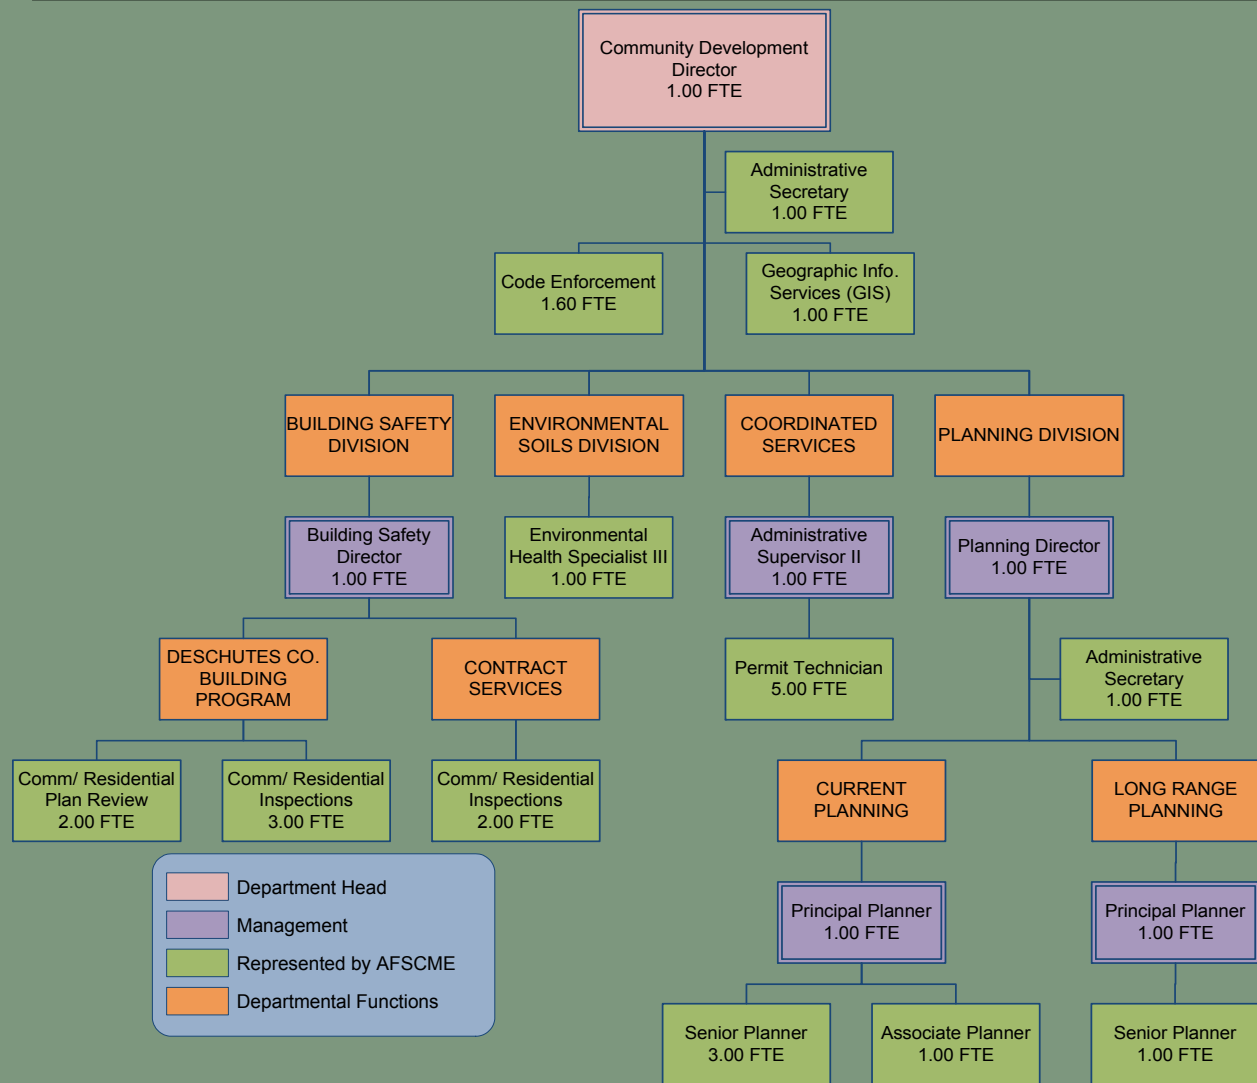 Community Development
Director
1.00 FTE
Administrative
Secretary
1.00 FTE
Code Enforcement
1.60 FTE
Geographic Info.
Services (GIS)
1.00 FTE
BUILDING SAFETY
DIVISION
ENVIRONMENTAL
SOILS DIVISION
COORDINATED
SERVICES
PLANNING DIVISION
Building Safety
Director
1.00 FTE
Environmental
Health Specialist III
1.00 FTE
Administrative
Supervisor II
1.00 FTE
Planning Director
1.00 FTE
DESCHUTES CO.
BUILDING
PROGRAM
CONTRACT
SERVICES
Permit Technician
5.00 FTE
Administrative
Secretary
1.00 FTE
Comm/ Residential
Plan Review
2.00 FTE
Comm/ Residential
Inspections
3.00 FTE
Comm/ Residential
Inspections
2.00 FTE
CURRENT
PLANNING
LONG RANGE
PLANNING
Principal Planner
1.00 FTE
Principal Planner
1.00 FTE
Senior Planner
3.00 FTE
Associate Planner
1.00 FTE
Senior Planner
1.00 FTE
Department Head
Management
Represented by AFSCME
Departmental Functions